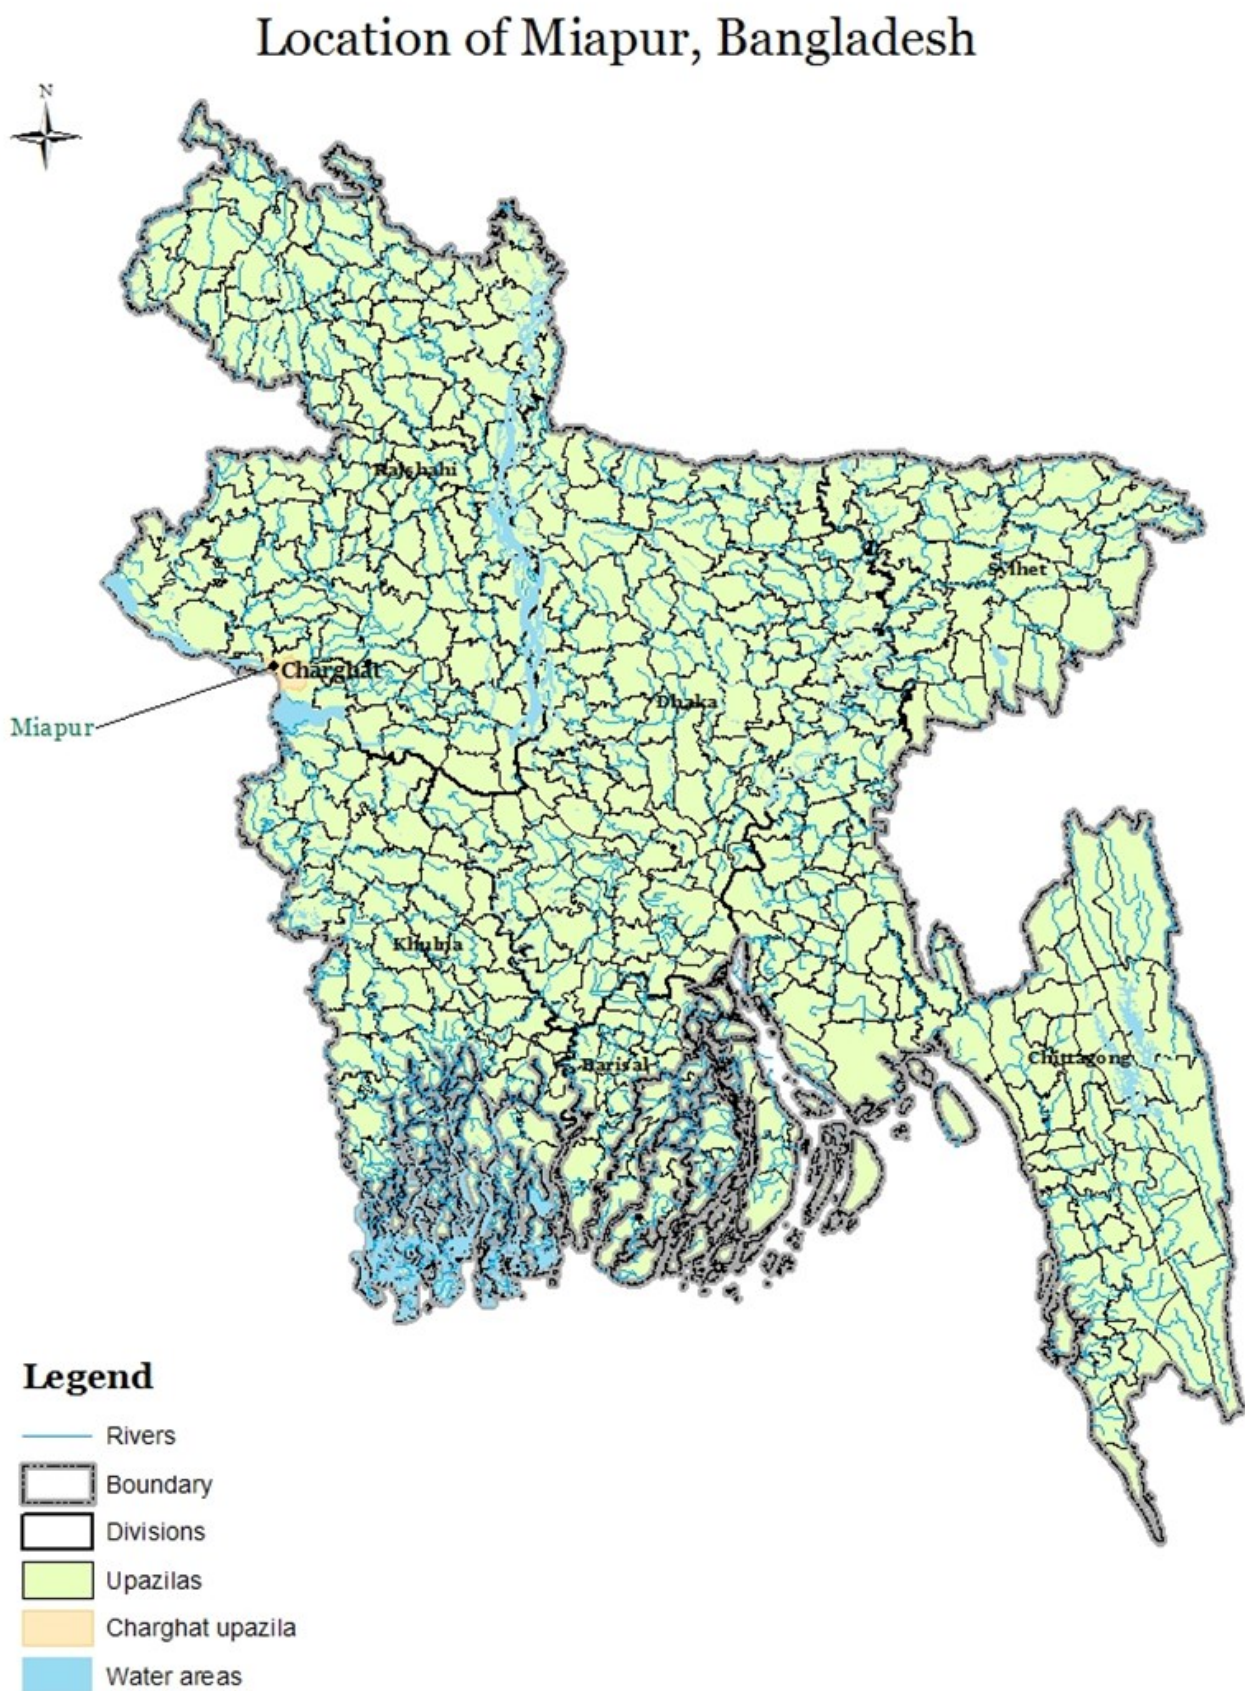 Location of Miapur, Bangladesh
N
Rajshahi
Sylhet
Charghat
Dhaka
Miapur
Khulna
Chittagong
Barisal
Legend
Rivers
Boundary
Divisions
Upazilas
Charghat upazila
Water areas